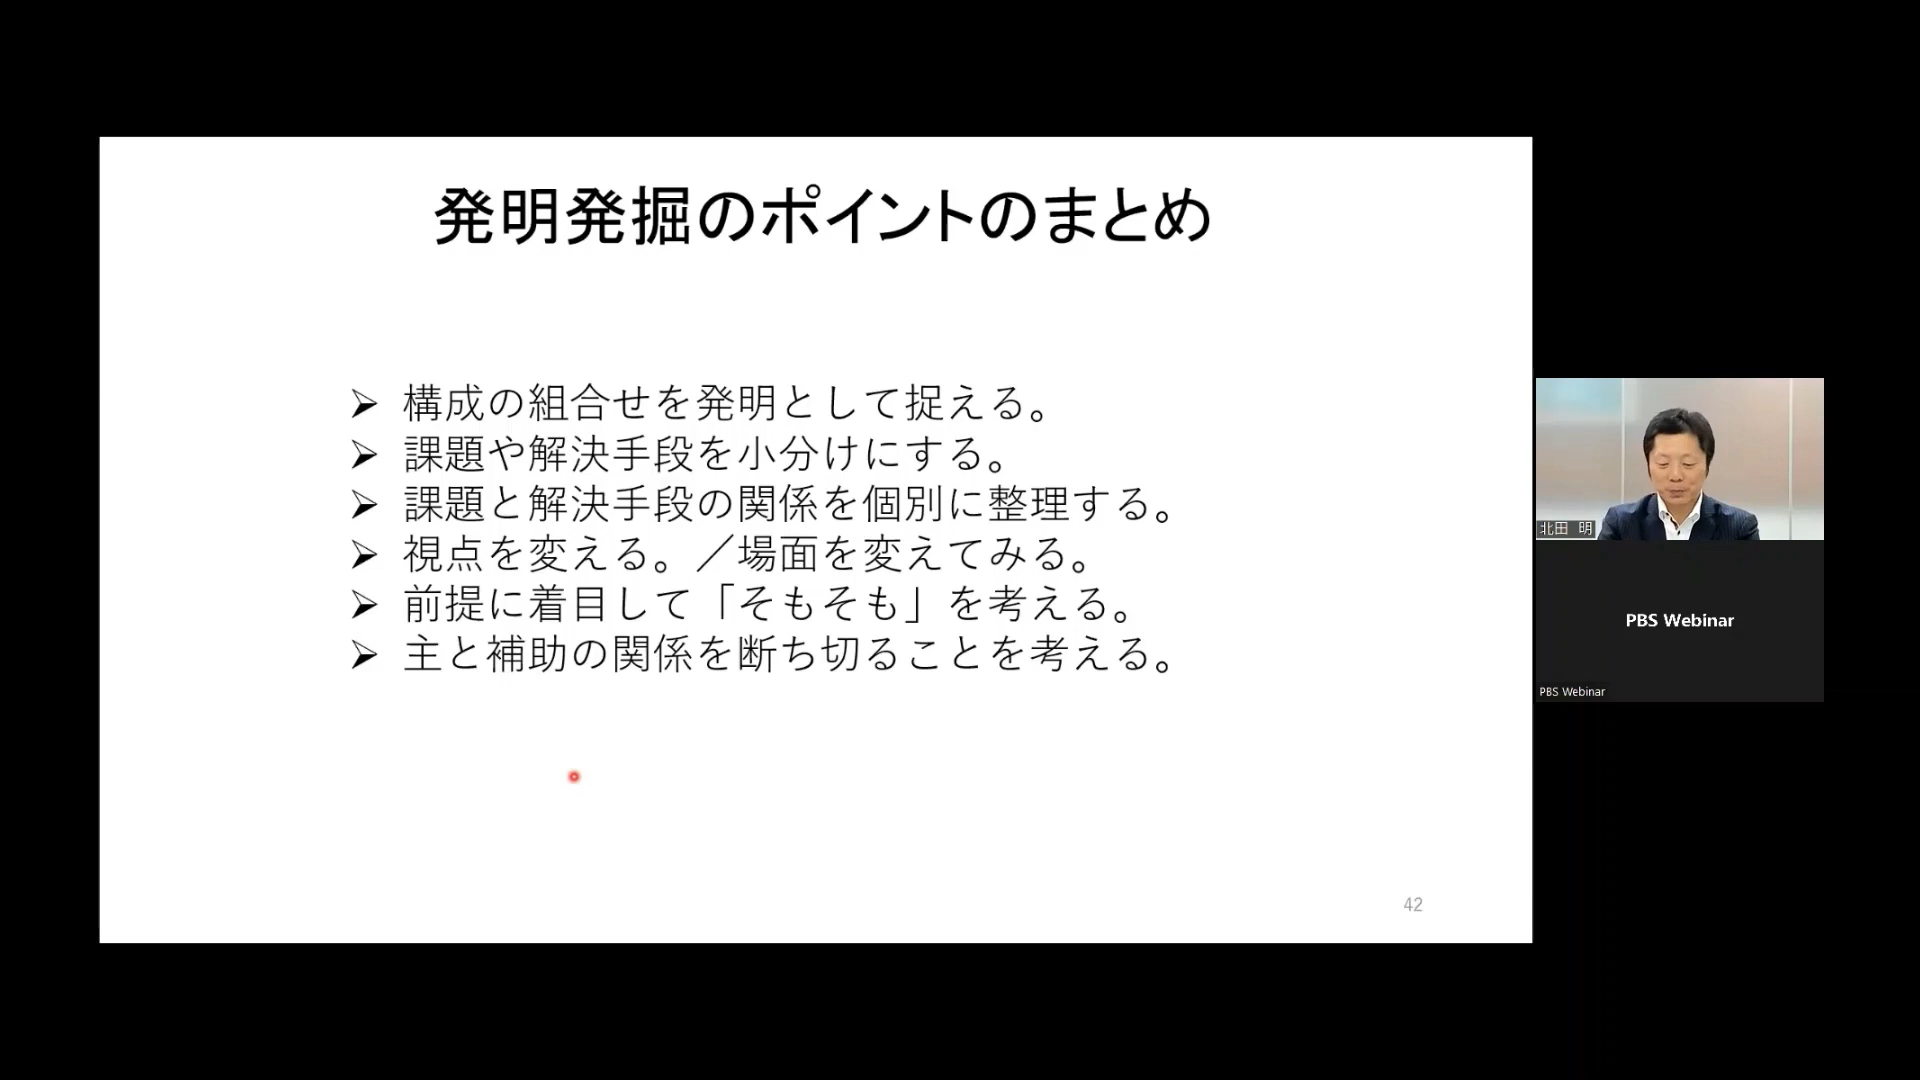 発明発掘のポイントのまとめ
➢ 構成の組合せを発明として捉える。
➢ 課題や解決手段を小分けにする。
➢ 課題と解決手段の関係を個別に整理する。
➢ 視点を変える。／場面を変えてみる。
➢ 前提に着目して「そもそも」を考える。
➢ 主と補助の関係を断ち切ることを考える。
42
北田 明
PBS Webinar
PBS Webinar